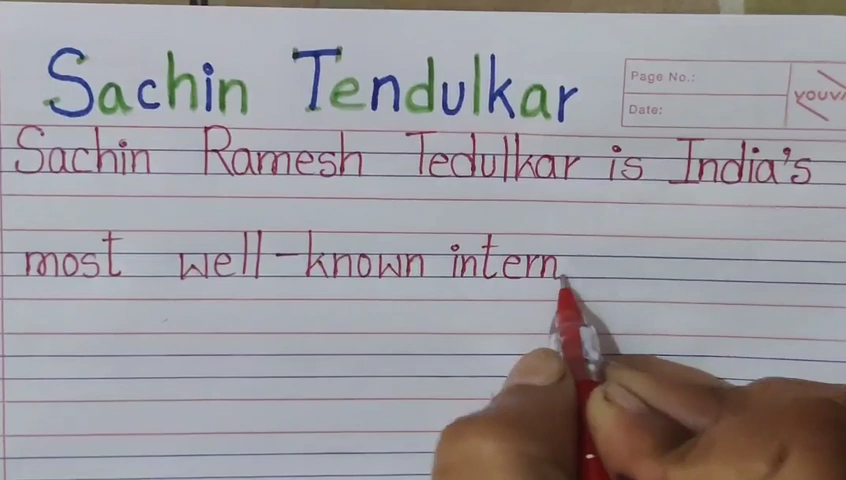 Sachin Tendulkar
Page No.:
Date:
Sachin Ramesh Tedulkar is India's
most well-known intern